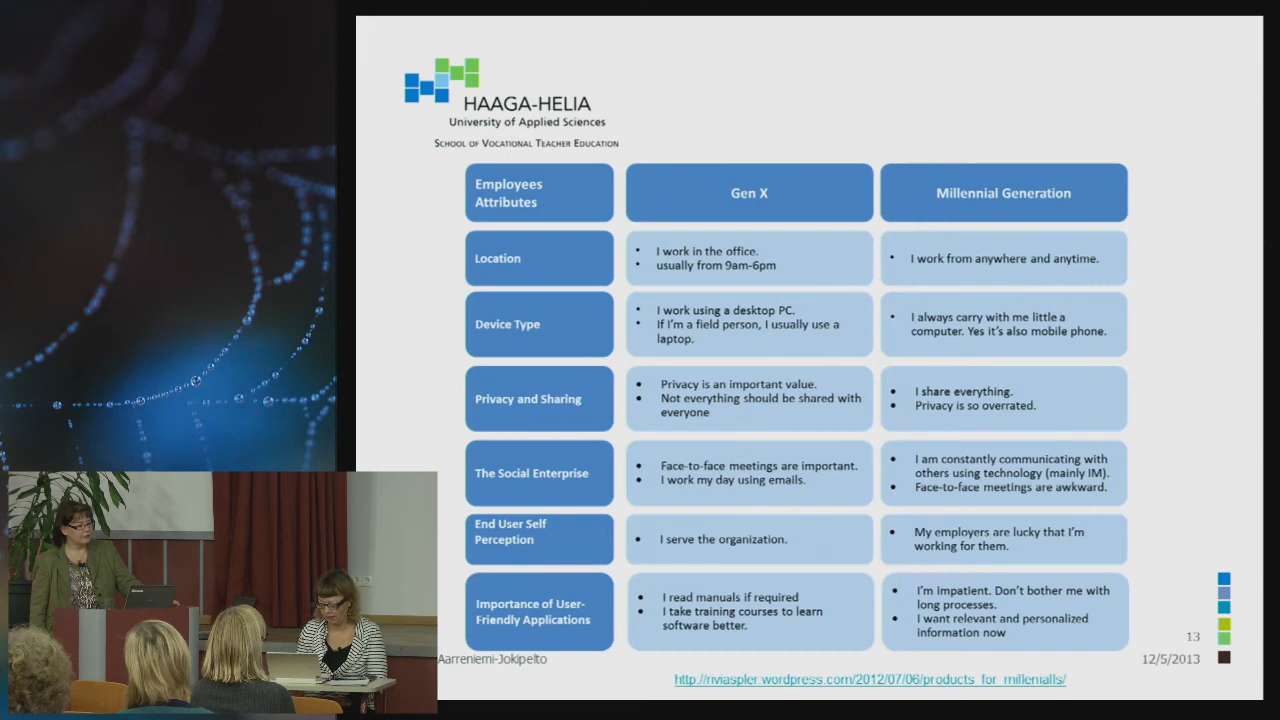 HAAGA-HELIA
University of Applied Sciences
SCHOOL OF VOCATIONAL TEACHER EDUCATION
Employees
Attributes
Gen X
Millennial Generation
Location
• I work in the office.
• usually from 9am-6pm
• I work from anywhere and anytime.
Device Type
• I work using a desktop PC.
• If I'm a field person, I usually use a
laptop.
• I always carry with me little a
computer. Yes it's also mobile phone.
Privacy and Sharing
• Privacy is an important value.
• Not everything should be shared with
everyone
• I share everything.
• Privacy is so overrated.
The Social Enterprise
• Face-to-face meetings are important.
• I work my day using emails.
• I am constantly communicating with
others using technology (mainly IM).
• Face-to-face meetings are awkward.
End User Self
Perception
• I serve the organization.
• My employers are lucky that I'm
working for them.
Importance of User-
Friendly Applications
• I read manuals if required
• I take training courses to learn
software better.
• I'm impatient. Don't bother me with
long processes.
• I want relevant and personalized
information now
13
Aarreniemi-Jokipelto
12/5/2013
http://riviaspler.wordpress.com/2012/07/06/products_for_millenialls/